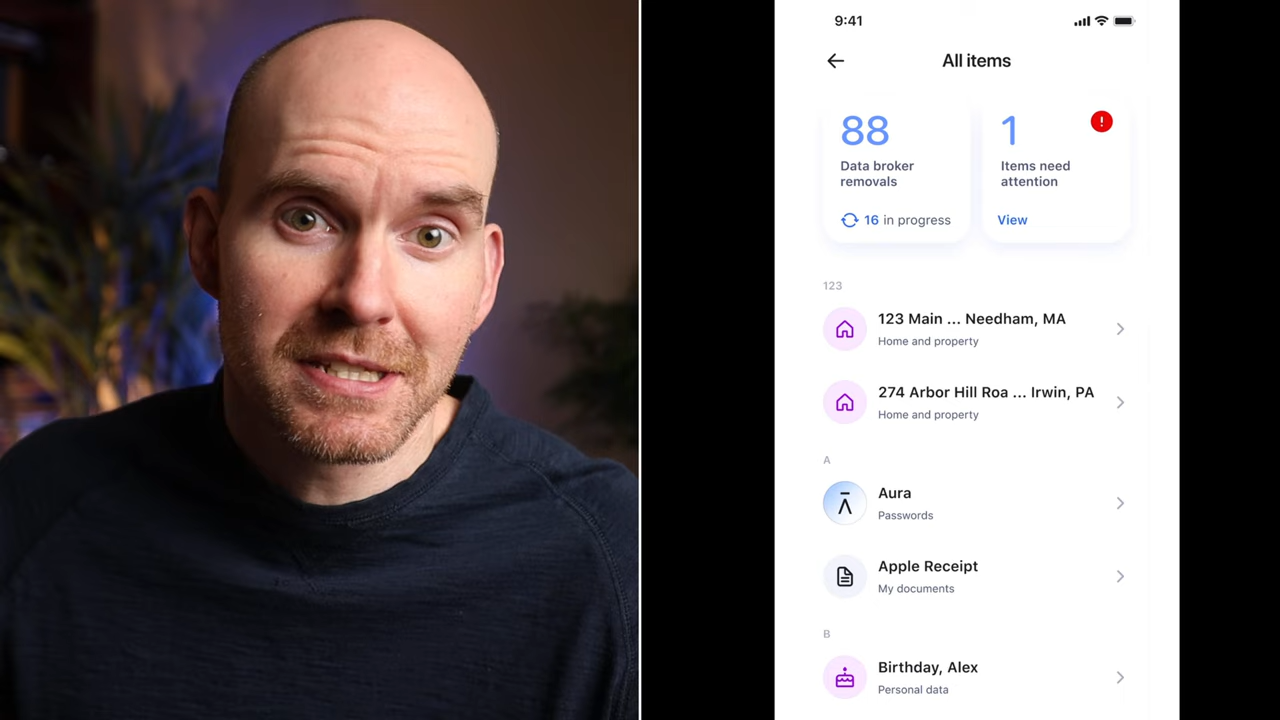 9:41
All items
88
Data broker
removals
16 in progress
1
Items need
attention
View
123
123 Main ... Needham, MA
Home and property
274 Arbor Hill Roa ... Irwin, PA
Home and property
A
Aura
Passwords
Apple Receipt
My documents
B
Birthday, Alex
Personal data